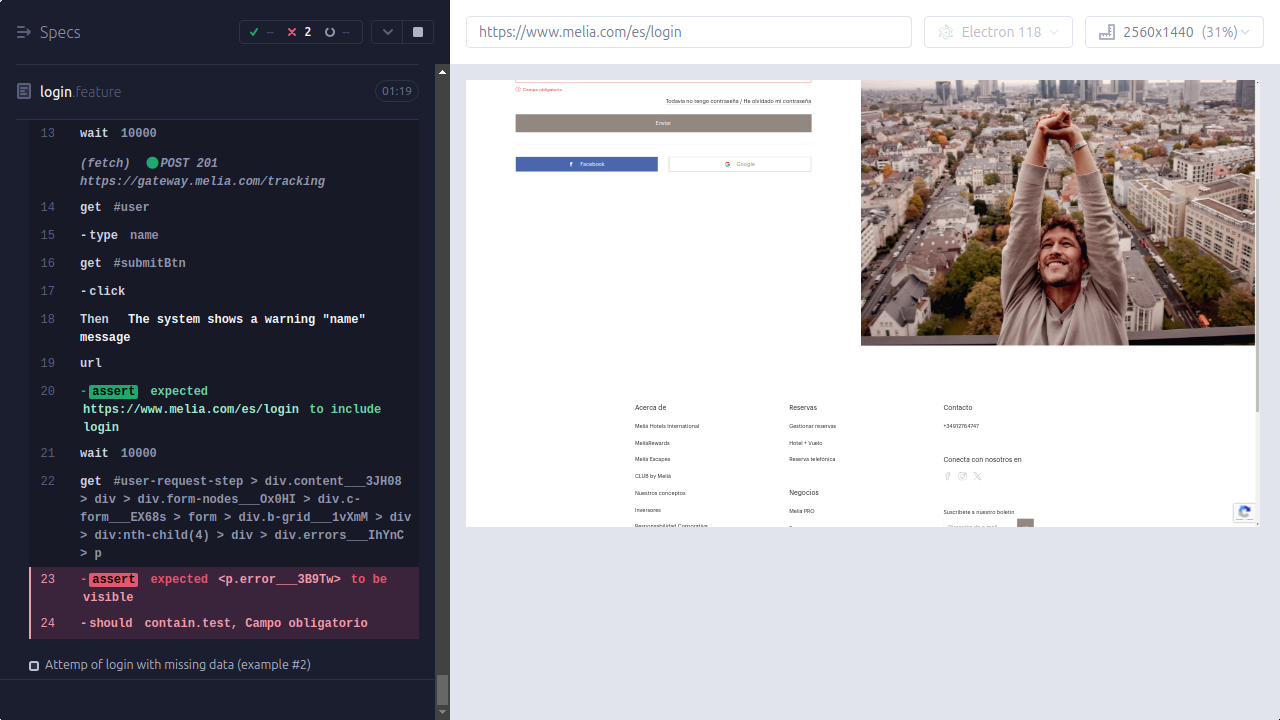 Specs
-- 2 --
login.feature
01:19
13 wait 10000
(fetch) POST 201
https://gateway.melia.com/tracking
14 get #user
15 -type name
16 get #submitBtn
17 -click
18 Then The system shows a warning "name"
message
19 url
20 -assert expected
https://www.melia.com/es/login to include
login
21 wait 10000
22 get #user-request-step > div.content___3JH08
> div > div.form-nodes___Ox0HI > div.c-
form___EX68s > form > div.b-grid___1vXmM > div
> div:nth-child(4) > div > div.errors___IhYnC
> p
23 -assert expected <p.error___3B9Tw> to be
visible
24 -should contain.test, Campo obligatorio
Attemp of login with missing data (example #2)
https://www.melia.com/es/login
Electron 118
2560x1440 (31%)
Campo obligatorio
Todavía no tengo contraseña / He olvidado mi contraseña
Enviar
Facebook
Google
Acerca de
Meliá Hotels International
MeliáRewards
Meliá Escapes
CLUB by Meliá
Nuestros conceptos
Inversores
Responsabilidad Corporativa
Reservas
Gestionar reservas
Hotel + Vuelo
Reserva telefónica
Negocios
Melia PRO
Contacto
+34912764747
Conecta con nosotros en
Suscríbete a nuestro boletín